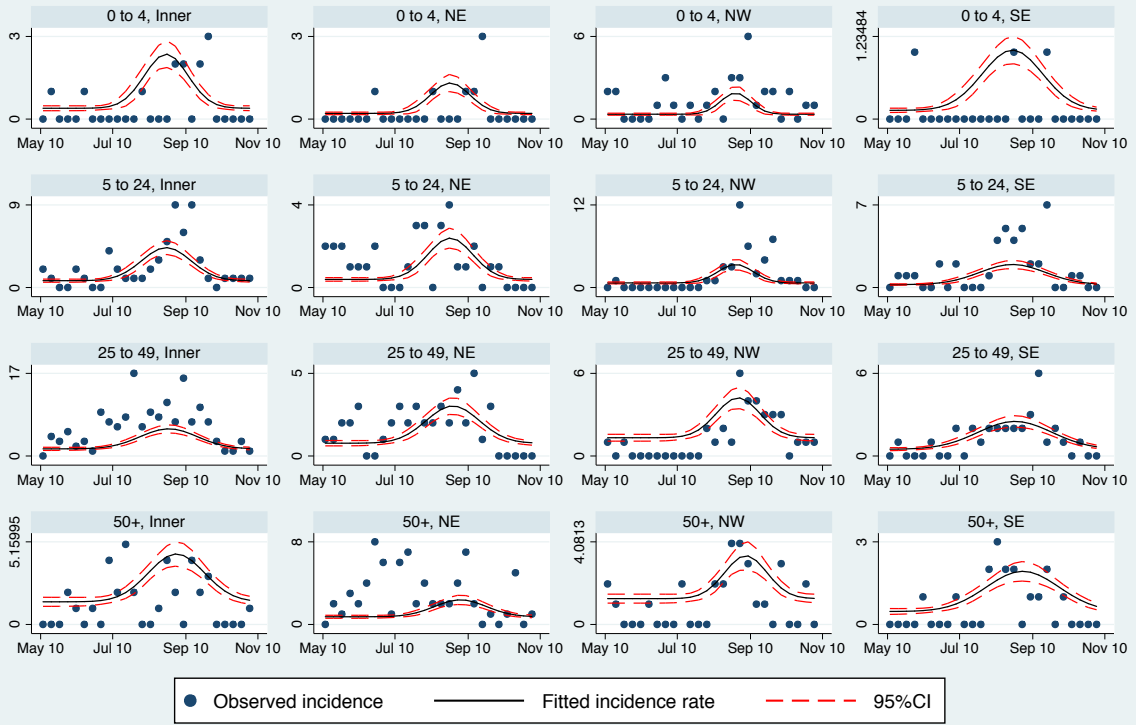 0 to 4, Inner
0 to 4, NE
0 to 4, NW
0 to 4, SE
3
0
3
0
6
0
1.23484
0
May 10 Jul 10 Sep 10 Nov 10
May 10 Jul 10 Sep 10 Nov 10
May 10 Jul 10 Sep 10 Nov 10
May 10 Jul 10 Sep 10 Nov 10
5 to 24, Inner
5 to 24, NE
5 to 24, NW
5 to 24, SE
9
0
4
0
12
0
7
0
May 10 Jul 10 Sep 10 Nov 10
May 10 Jul 10 Sep 10 Nov 10
May 10 Jul 10 Sep 10 Nov 10
May 10 Jul 10 Sep 10 Nov 10
25 to 49, Inner
25 to 49, NE
25 to 49, NW
25 to 49, SE
17
0
5
0
6
0
6
0
May 10 Jul 10 Sep 10 Nov 10
May 10 Jul 10 Sep 10 Nov 10
May 10 Jul 10 Sep 10 Nov 10
May 10 Jul 10 Sep 10 Nov 10
50+, Inner
50+, NE
50+, NW
50+, SE
5.15995
0
8
0
4.0813
0
3
0
May 10 Jul 10 Sep 10 Nov 10
May 10 Jul 10 Sep 10 Nov 10
May 10 Jul 10 Sep 10 Nov 10
May 10 Jul 10 Sep 10 Nov 10
Observed incidence Fitted incidence rate 95%CI